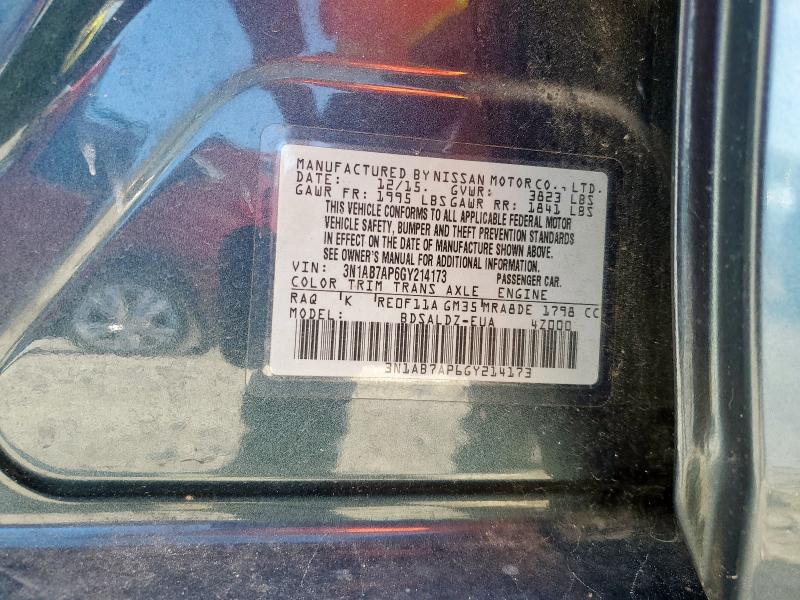 MANUFACTURED BY NISSAN MOTOR CO., LTD.
DATE: 12/15. GVWR: 3823 LBS
GAWR FR: 1995 LBS GAWR RR: 1841 LBS
THIS VEHICLE CONFORMS TO ALL APPLICABLE FEDERAL MOTOR
VEHICLE SAFETY, BUMPER AND THEFT PREVENTION STANDARDS
IN EFFECT ON THE DATE OF MANUFACTURE SHOWN ABOVE.
SEE OWNER'S MANUAL FOR ADDITIONAL INFORMATION.
VIN: 3N1AB7AP6GY214173 PASSENGER CAR.
COLOR TRIM TRANS AXLE ENGINE
RAQ K RE0F11A GM35 MRA8DE 1798 CC
MODEL: BDSALDZ-EUA 4Z000
3N1AB7AP6GY214173